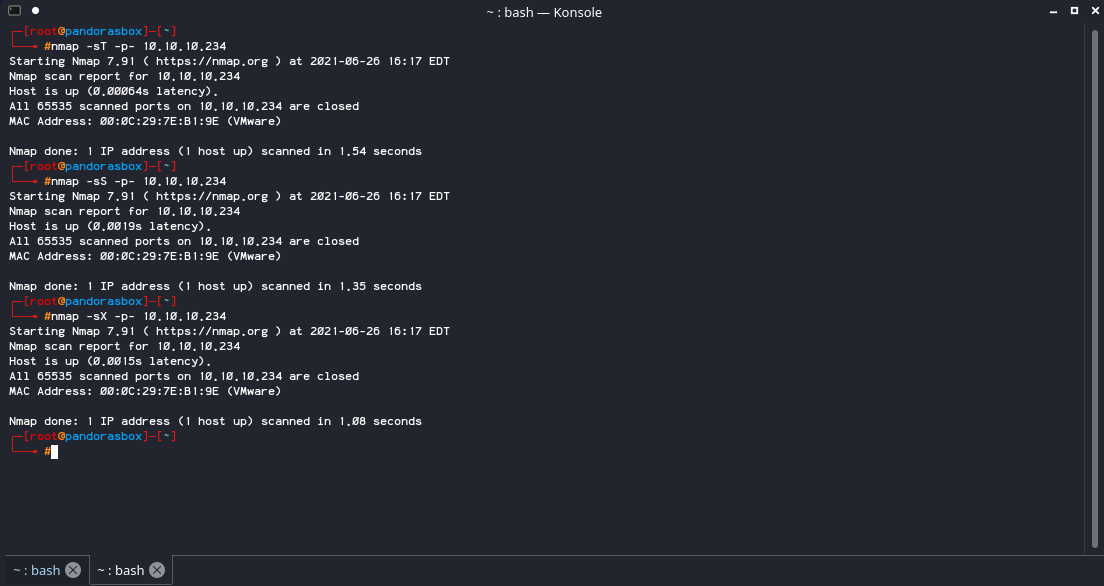 ~ : bash — Konsole
[root@pandorasbox]-[~]
#nmap -sT -p- 10.10.10.234
Starting Nmap 7.91 ( https://nmap.org ) at 2021-06-26 16:17 EDT
Nmap scan report for 10.10.10.234
Host is up (0.00064s latency).
All 65535 scanned ports on 10.10.10.234 are closed
MAC Address: 00:0C:29:7E:B1:9E (VMware)
Nmap done: 1 IP address (1 host up) scanned in 1.54 seconds
[root@pandorasbox]-[~]
#nmap -sS -p- 10.10.10.234
Starting Nmap 7.91 ( https://nmap.org ) at 2021-06-26 16:17 EDT
Nmap scan report for 10.10.10.234
Host is up (0.0019s latency).
All 65535 scanned ports on 10.10.10.234 are closed
MAC Address: 00:0C:29:7E:B1:9E (VMware)
Nmap done: 1 IP address (1 host up) scanned in 1.35 seconds
[root@pandorasbox]-[~]
#nmap -sX -p- 10.10.10.234
Starting Nmap 7.91 ( https://nmap.org ) at 2021-06-26 16:17 EDT
Nmap scan report for 10.10.10.234
Host is up (0.0015s latency).
All 65535 scanned ports on 10.10.10.234 are closed
MAC Address: 00:0C:29:7E:B1:9E (VMware)
Nmap done: 1 IP address (1 host up) scanned in 1.08 seconds
[root@pandorasbox]-[~]
#
~ : bash
~ : bash